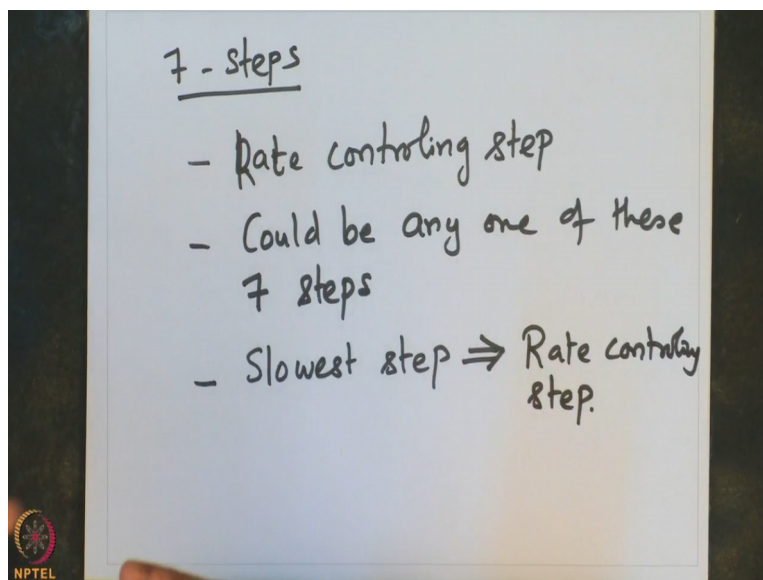 7 - steps
- Rate controling step
- Could be any one of these
7 steps
- Slowest step ⇒ Rate controling
step.
NPTEL